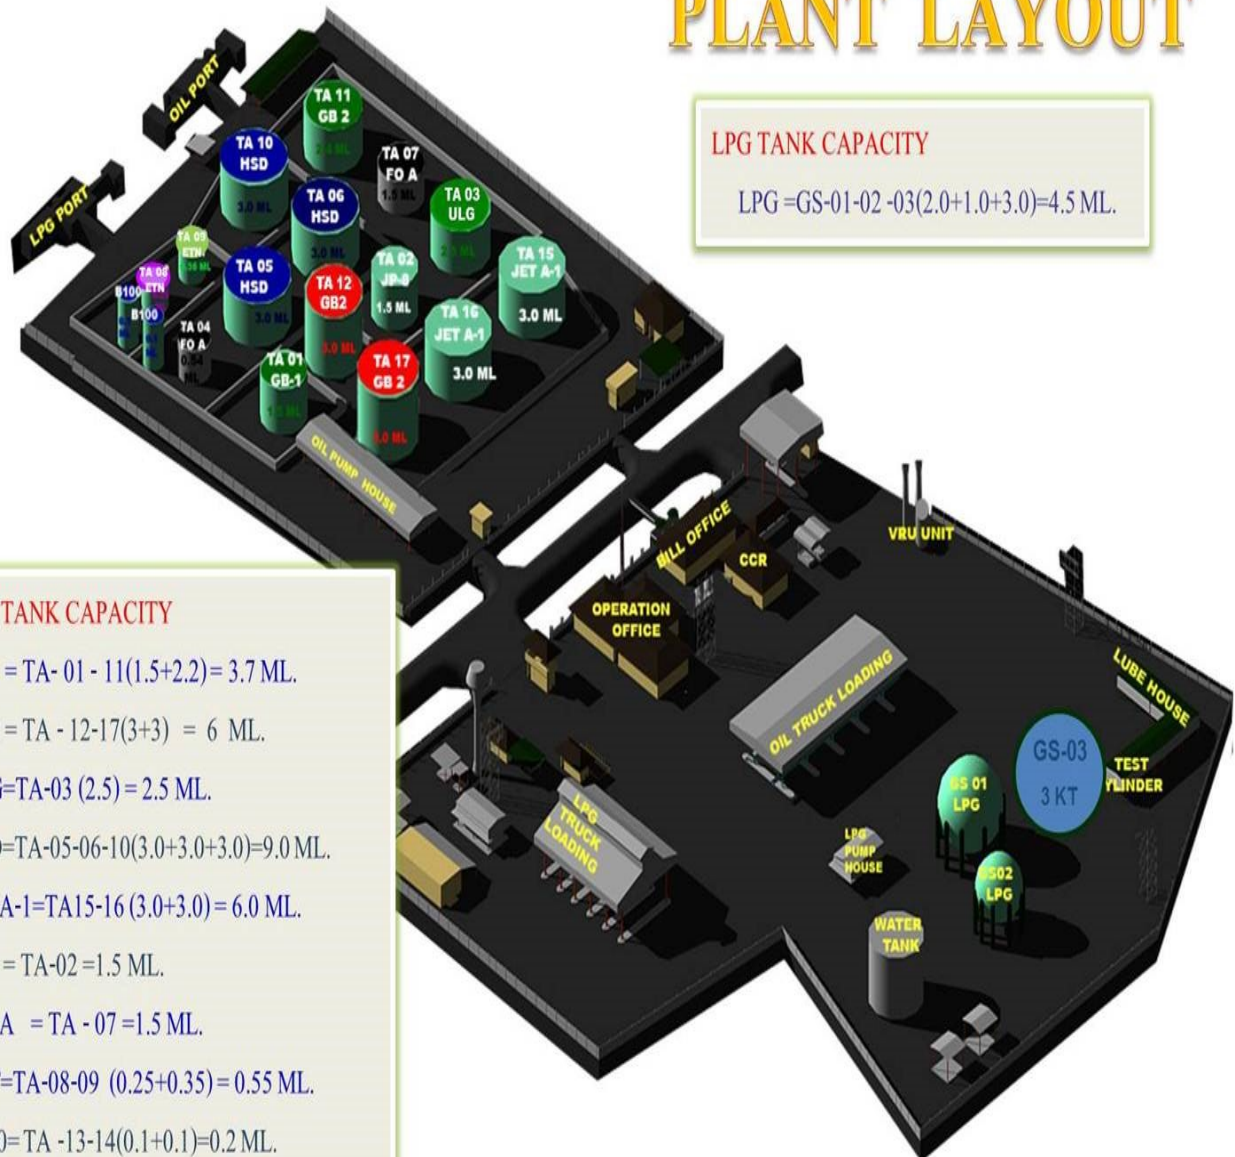 PLANT LAYOUT
LPG TANK CAPACITY
LPG =GS-01-02 -03(2.0+1.0+3.0)=4.5 ML.
OIL PORT
LPG PORT
TA 11
GB 2
TA 10
HSD
3.0 ML
TA 07
FO A
1.5 ML
TA 06
HSD
3.0 ML
TA 03
ULG
TA 09
ETN
TA 05
HSD
3.0 ML
TA 02
JP-8
1.5 ML
TA 15
JET A-1
3.0 ML
TA 08
ETN
B100
B100
TA 12
GB2
3.0 ML
TA 16
JET A-1
3.0 ML
TA 04
FO A
TA 01
GB-1
TA 17
GB 2
OIL PUMP HOUSE
BILL OFFICE
CCR
VRU UNIT
OPERATION
OFFICE
OIL TRUCK LOADING
LUBE HOUSE
GS-03
3 KT
TEST
YLINDER
GS 01
LPG
GS02
LPG
LPG
TRUCK
LOADING
LPG
PUMP
HOUSE
WATER
TANK
TANK CAPACITY
= TA- 01 - 11(1.5+2.2)= 3.7 ML.
= TA - 12-17(3+3) = 6 ML.
=TA-03 (2.5) = 2.5 ML.
=TA-05-06-10(3.0+3.0+3.0)=9.0 ML.
A-1=TA15-16 (3.0+3.0) = 6.0 ML.
= TA-02 =1.5 ML.
A = TA - 07 =1.5 ML.
=TA-08-09 (0.25+0.35) = 0.55 ML.
0= TA -13-14(0.1+0.1)=0.2 ML.